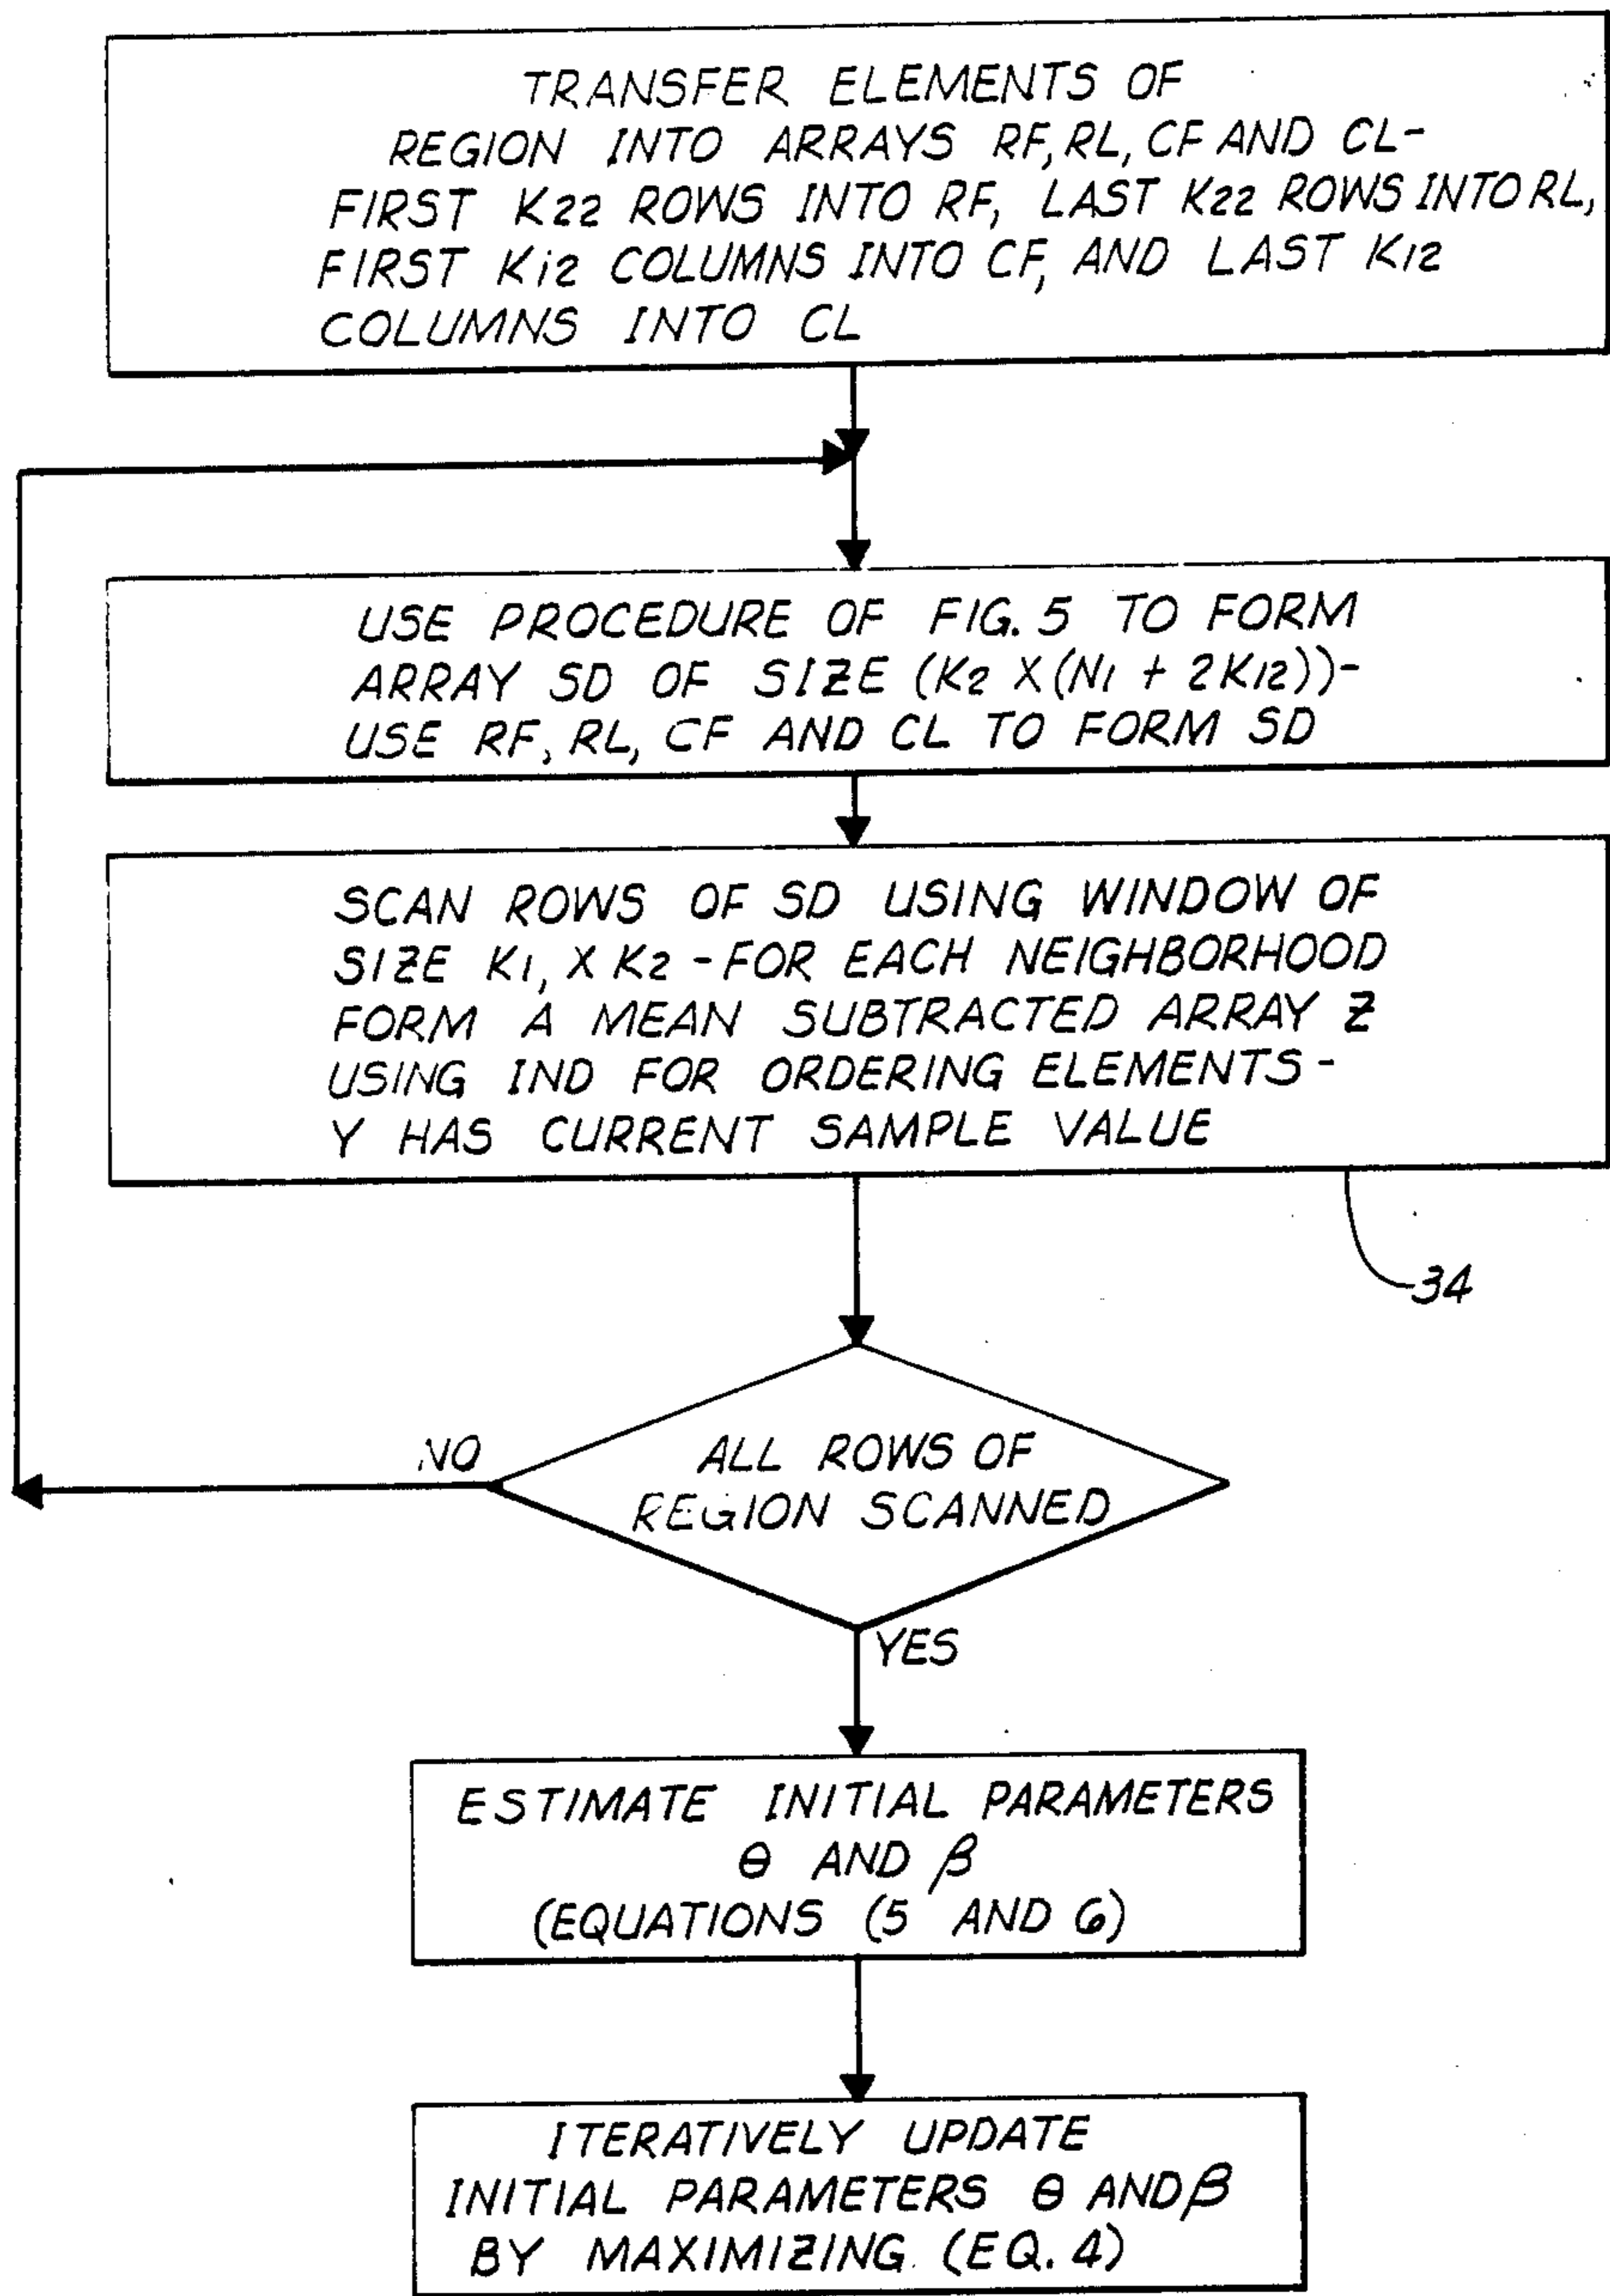 TRANSFER ELEMENTS OF
REGION INTO ARRAYS RF, RL, CF AND CL-
FIRST K22 ROWS INTO RF, LAST K22 ROWS INTO RL,
FIRST K12 COLUMNS INTO CF, AND LAST K12
COLUMNS INTO CL
USE PROCEDURE OF FIG. 5 TO FORM
ARRAY SD OF SIZE (K2 X (N1 + 2K12))-
USE RF, RL, CF AND CL TO FORM SD
SCAN ROWS OF SD USING WINDOW OF
SIZE K1, X K2 - FOR EACH NEIGHBORHOOD
FORM A MEAN SUBTRACTED ARRAY Z
USING IND FOR ORDERING ELEMENTS -
Y HAS CURRENT SAMPLE VALUE
34
NO
ALL ROWS OF
REGION SCANNED
YES
ESTIMATE INITIAL PARAMETERS
θ AND β
(EQUATIONS (5 AND 6)
ITERATIVELY UPDATE
INITIAL PARAMETERS θ AND β
BY MAXIMIZING (EQ. 4)